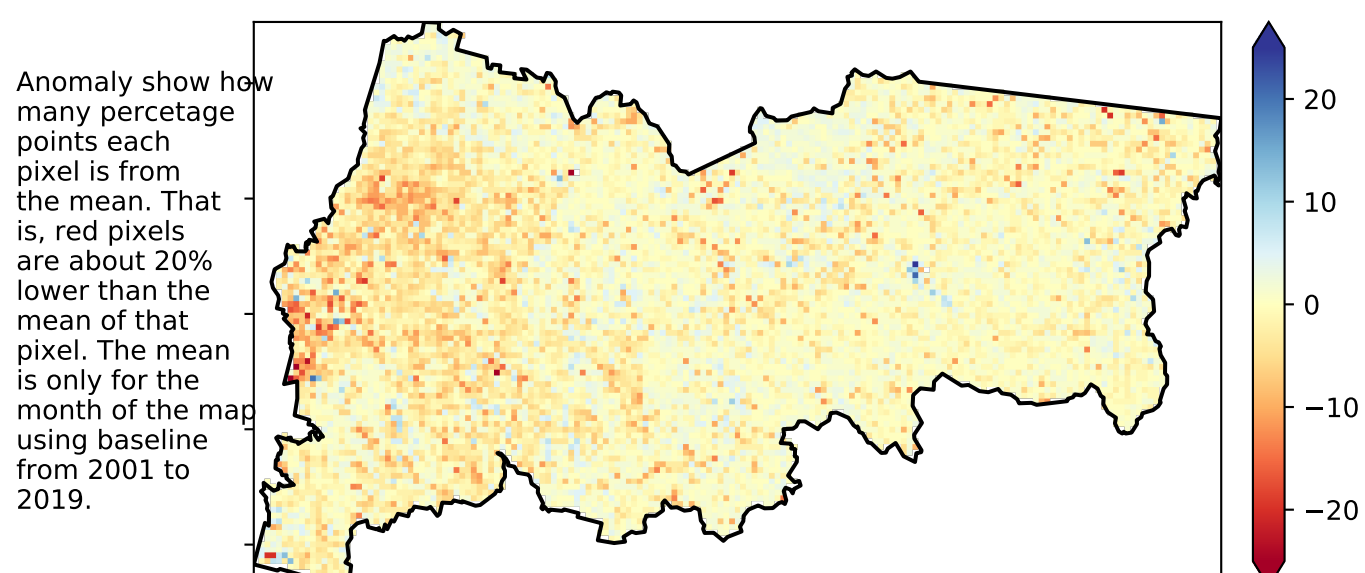 Anomaly show how
many percetage
points each
pixel is from
the mean. That
is, red pixels
are about 20%
lower than the
mean of that
pixel. The mean
is only for the
month of the map
using baseline
from 2001 to
2019.
20
10
0
−10
−20